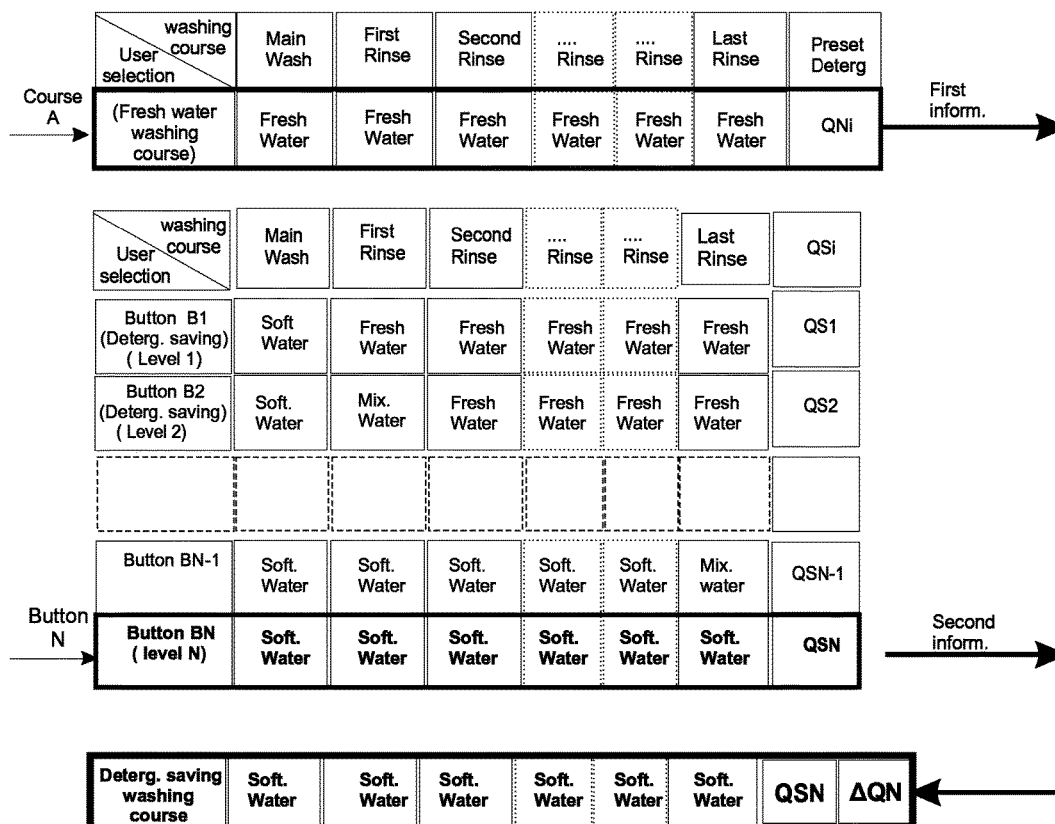 washing
course
User
selection
Main
Wash
First
Rinse
Second
Rinse
....
Rinse
....
Rinse
Last
Rinse
Preset
Deterg
Course
A
(Fresh water
washing
course)
Fresh
Water
Fresh
Water
Fresh
Water
Fresh
Water
Fresh
Water
Fresh
Water
QNi
First
inform.
washing
course
User
selection
Main
Wash
First
Rinse
Second
Rinse
....
Rinse
....
Rinse
Last
Rinse
QSi
Button B1
(Deterg. saving)
( Level 1)
Soft
Water
Fresh
Water
Fresh
Water
Fresh
Water
Fresh
Water
Fresh
Water
QS1
Button B2
(Deterg. saving)
( Level 2)
Soft.
Water
Mix.
Water
Fresh
Water
Fresh
Water
Fresh
Water
Fresh
Water
QS2
Button BN-1
Soft.
Water
Soft.
Water
Soft.
Water
Soft.
Water
Soft.
Water
Mix.
water
QSN-1
Button
N
Button BN
( level N)
Soft.
Water
Soft.
Water
Soft.
Water
Soft.
Water
Soft.
Water
Soft.
Water
QSN
Second
inform.
Deterg. saving
washing
course
Soft.
Water
Soft.
Water
Soft.
Water
Soft.
Water
Soft.
Water
Soft.
Water
QSN
ΔQN